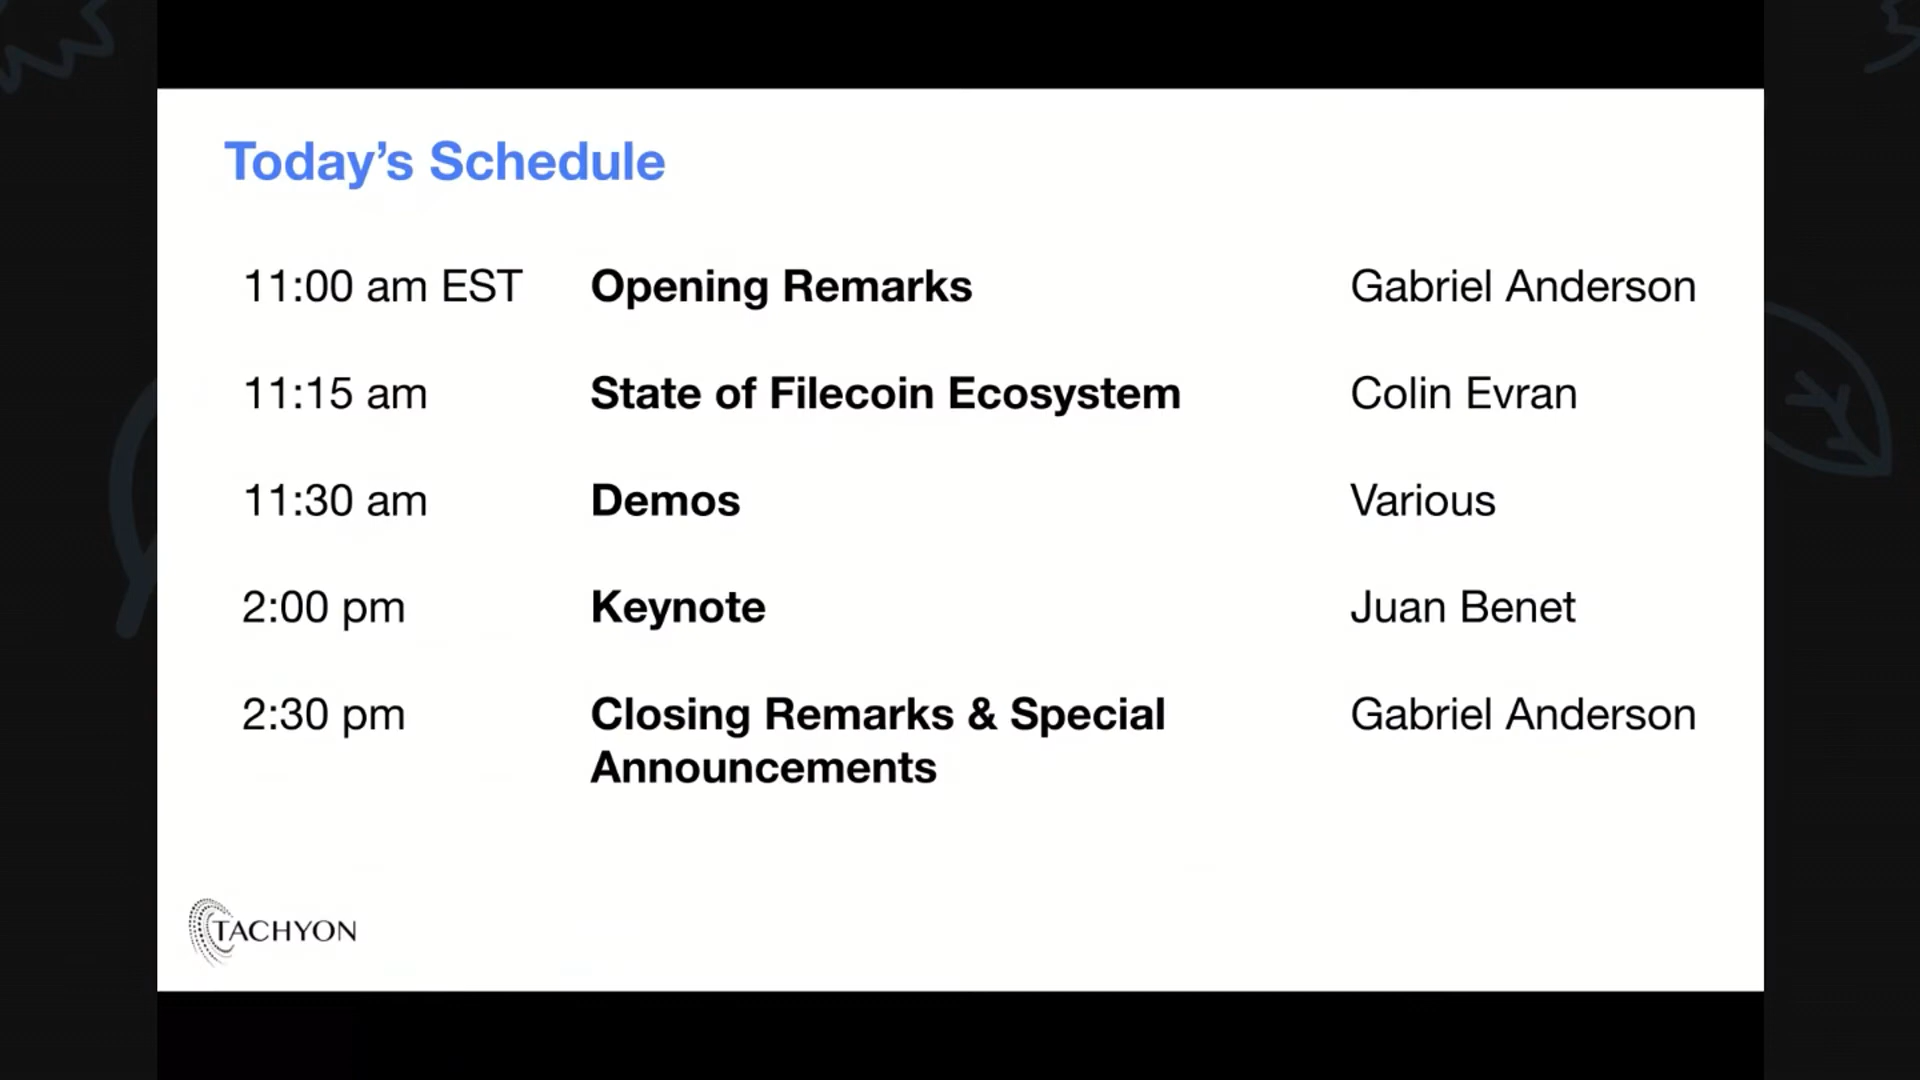 Today’s Schedule
11:00 am EST Opening Remarks Gabriel Anderson
11:15 am State of Filecoin Ecosystem Colin Evran
11:30 am Demos Various
2:00 pm Keynote Juan Benet
2:30 pm Closing Remarks & Special Gabriel Anderson
Announcements
TACHYON